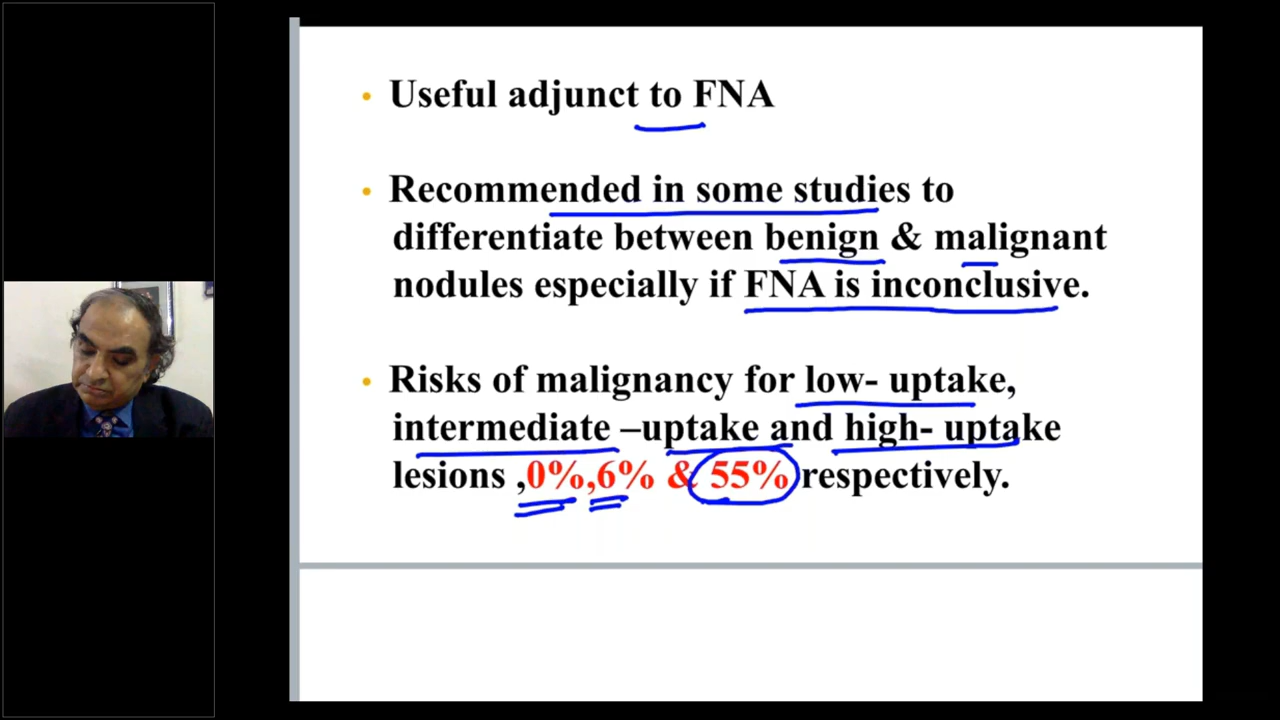 • Useful adjunct to FNA
• Recommended in some studies to
differentiate between benign & malignant
nodules especially if FNA is inconclusive.
• Risks of malignancy for low- uptake,
intermediate –uptake and high- uptake
lesions ,0%,6% & 55% respectively.